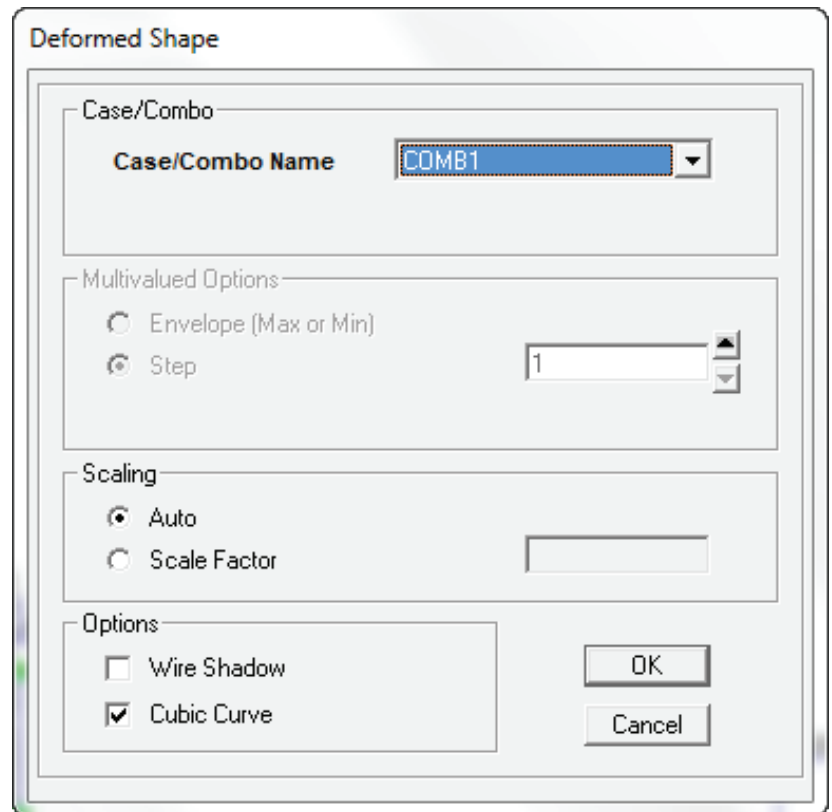 Deformed Shape
Case/Combo
Case/Combo Name COMB1
Multivalued Options
Envelope (Max or Min)
Step 1
Scaling
Auto
Scale Factor
Options
Wire Shadow
OK
Cubic Curve
Cancel